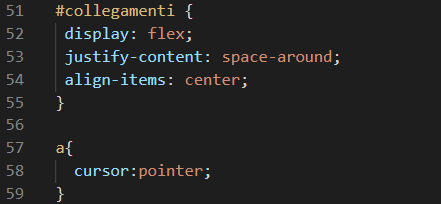 51 #collegamenti {
52 display: flex;
53 justify-content: space-around;
54 align-items: center;
55 }
56
57 a{
58 cursor:pointer;
59 }